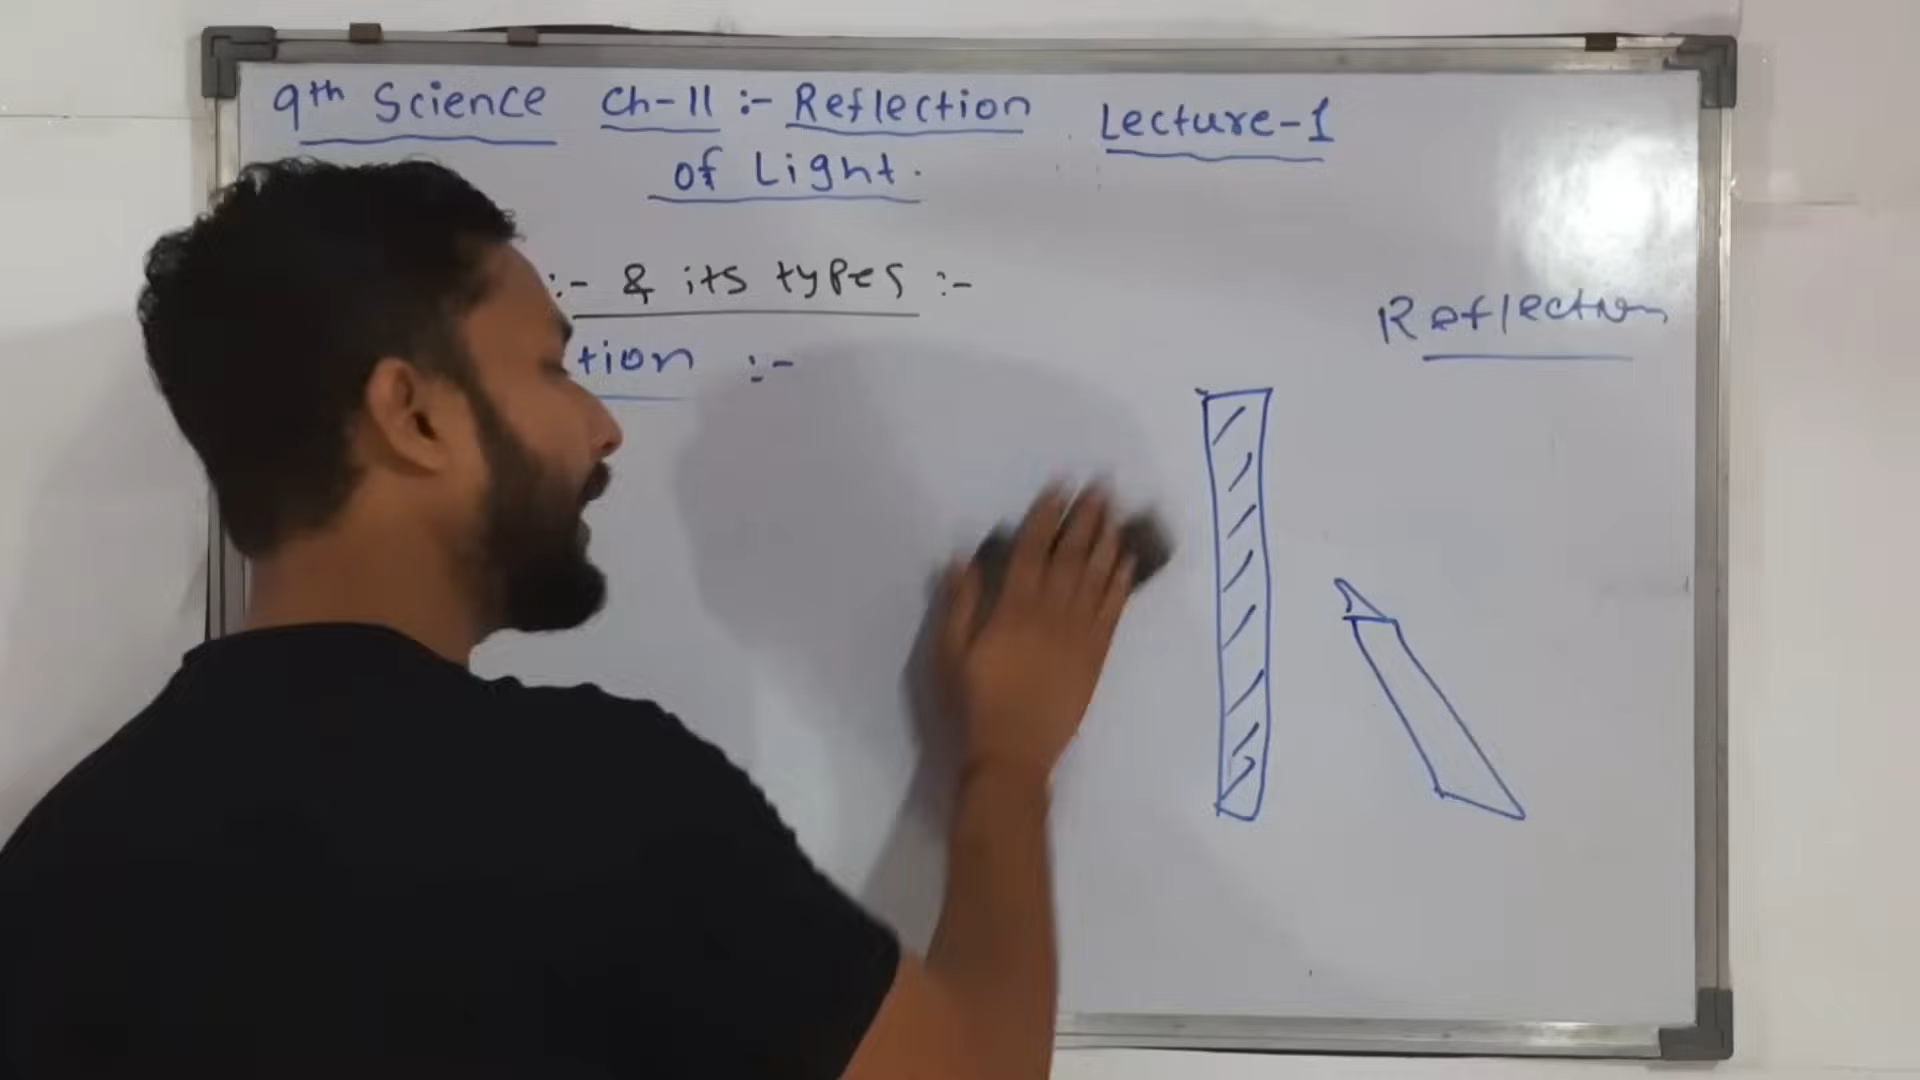 9th Science Ch-11 :- Reflection Lecture-1
of Light.
:- & its types :-
Reflection
tion :-